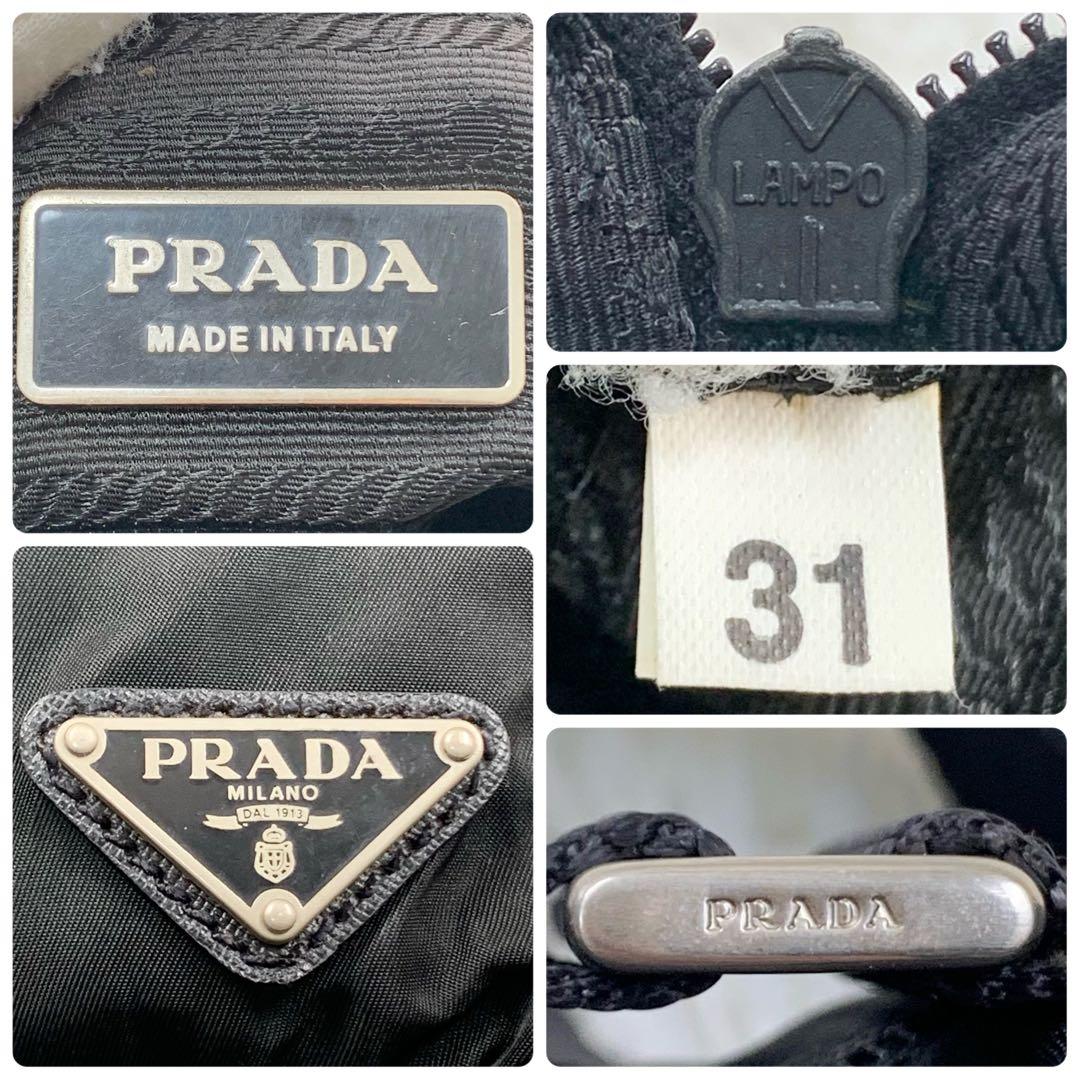 PRADA
MADE IN ITALY
LAMPO
31
PRADA
MILANO
DAL 1913
PRADA